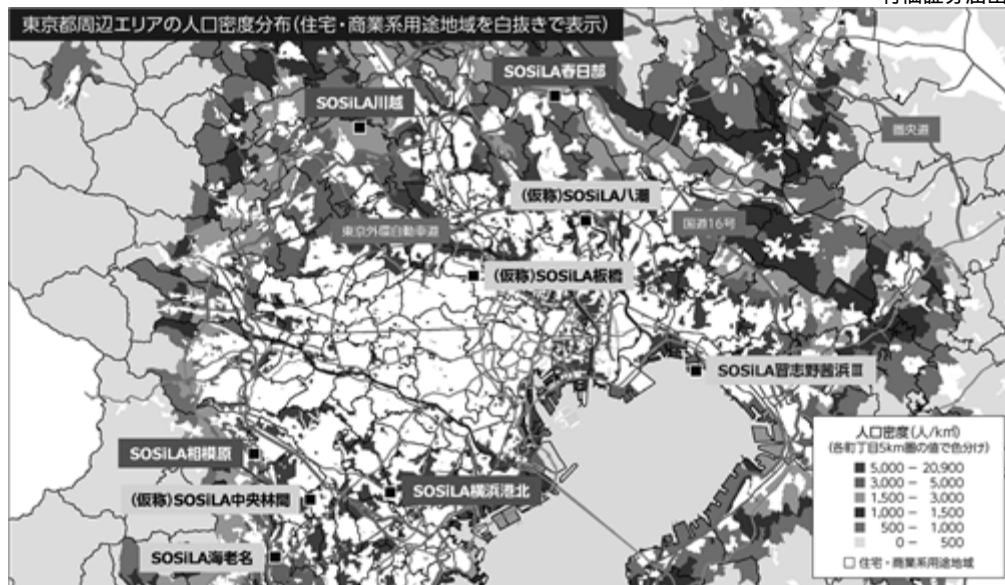 東京都周辺エリアの人口密度分布(住宅・商業系用途地域を白抜きで表示)
SOSiLA春日部
SOSiLA川越
圏央道
(仮称)SOSiLA八潮
東京外環自動車道
国道16号
(仮称)SOSiLA板橋
SOSiLA習志野茜浜Ⅲ
人口密度(人/k㎡)
(各町丁目5km圏の値で色分け)
5,000 - 20,900
3,000 - 5,000
1,500 - 3,000
1,000 - 1,500
500 - 1,000
0 - 500
住宅・商業系用途地域
SOSiLA相模原
(仮称)SOSiLA中央林間
SOSiLA横浜港北
SOSiLA海老名